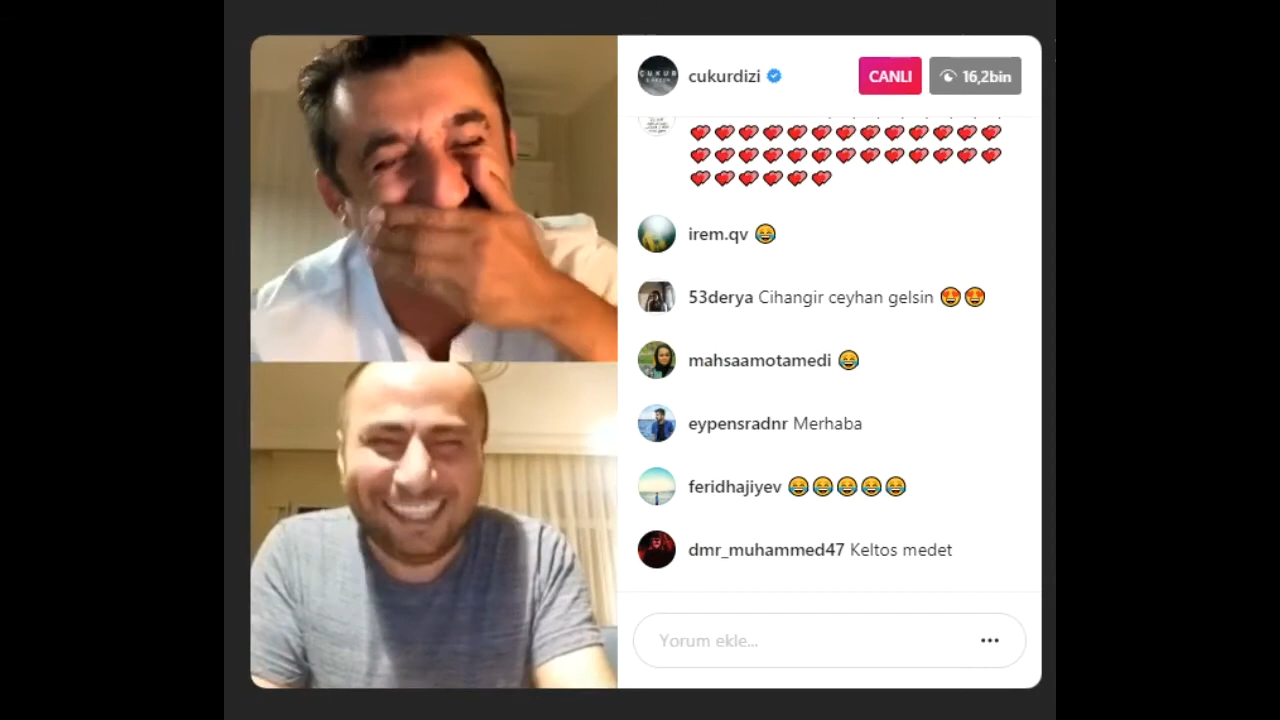 ÇUKUR
cukurdizi
CANLI
16,2bin
irem.qv 😂
53derya Cihangir ceyhan gelsin 😍😍
mahsaamotamedi 😂
eypensradnr Merhaba
feridhajiyev 😂😂😂😂😂
dmr_muhammed47 Keltos medet
Yorum ekle...